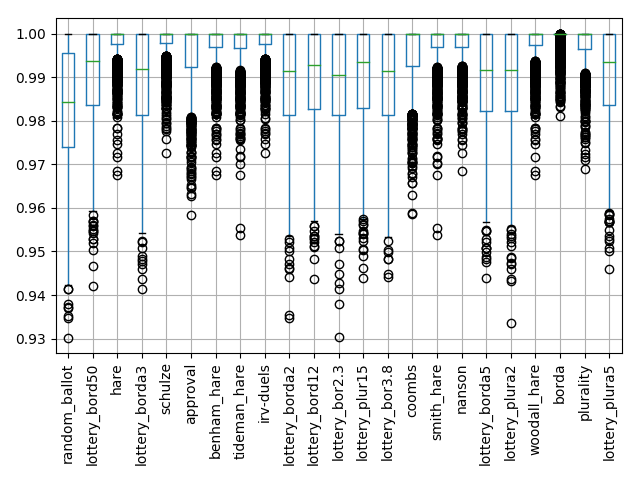 1.00
0.99
0.98
0.97
0.96
0.95
0.94
0.93
random_ballot
lottery_bord50
hare
lottery_borda3
schulze
approval
benham_hare
tideman_hare
irv-duels
lottery_borda2
lottery_bord12
lottery_bor2.3
lottery_plur15
lottery_bor3.8
coombs
smith_hare
nanson
lottery_borda5
lottery_plura2
woodall_hare
borda
plurality
lottery_plura5